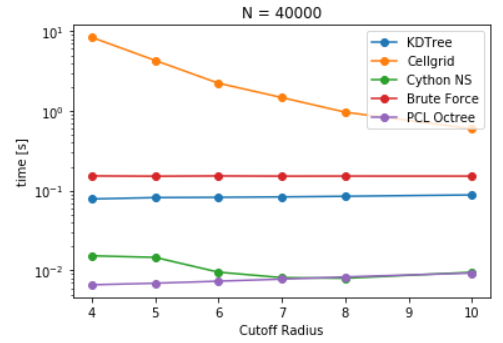 N = 40000
10¹
10⁰
10⁻¹
10⁻²
time [s]
KDTree
Cellgrid
Cython NS
Brute Force
PCL Octree
4 5 6 7 8 9 10
Cutoff Radius